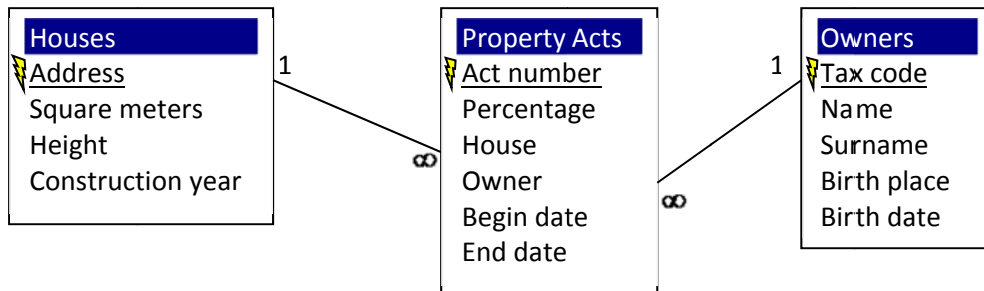 Houses
Address
Square meters
Height
Construction year
1
∞
Property Acts
Act number
Percentage
House
Owner
Begin date
End date
1
∞
Owners
Tax code
Name
Surname
Birth place
Birth date